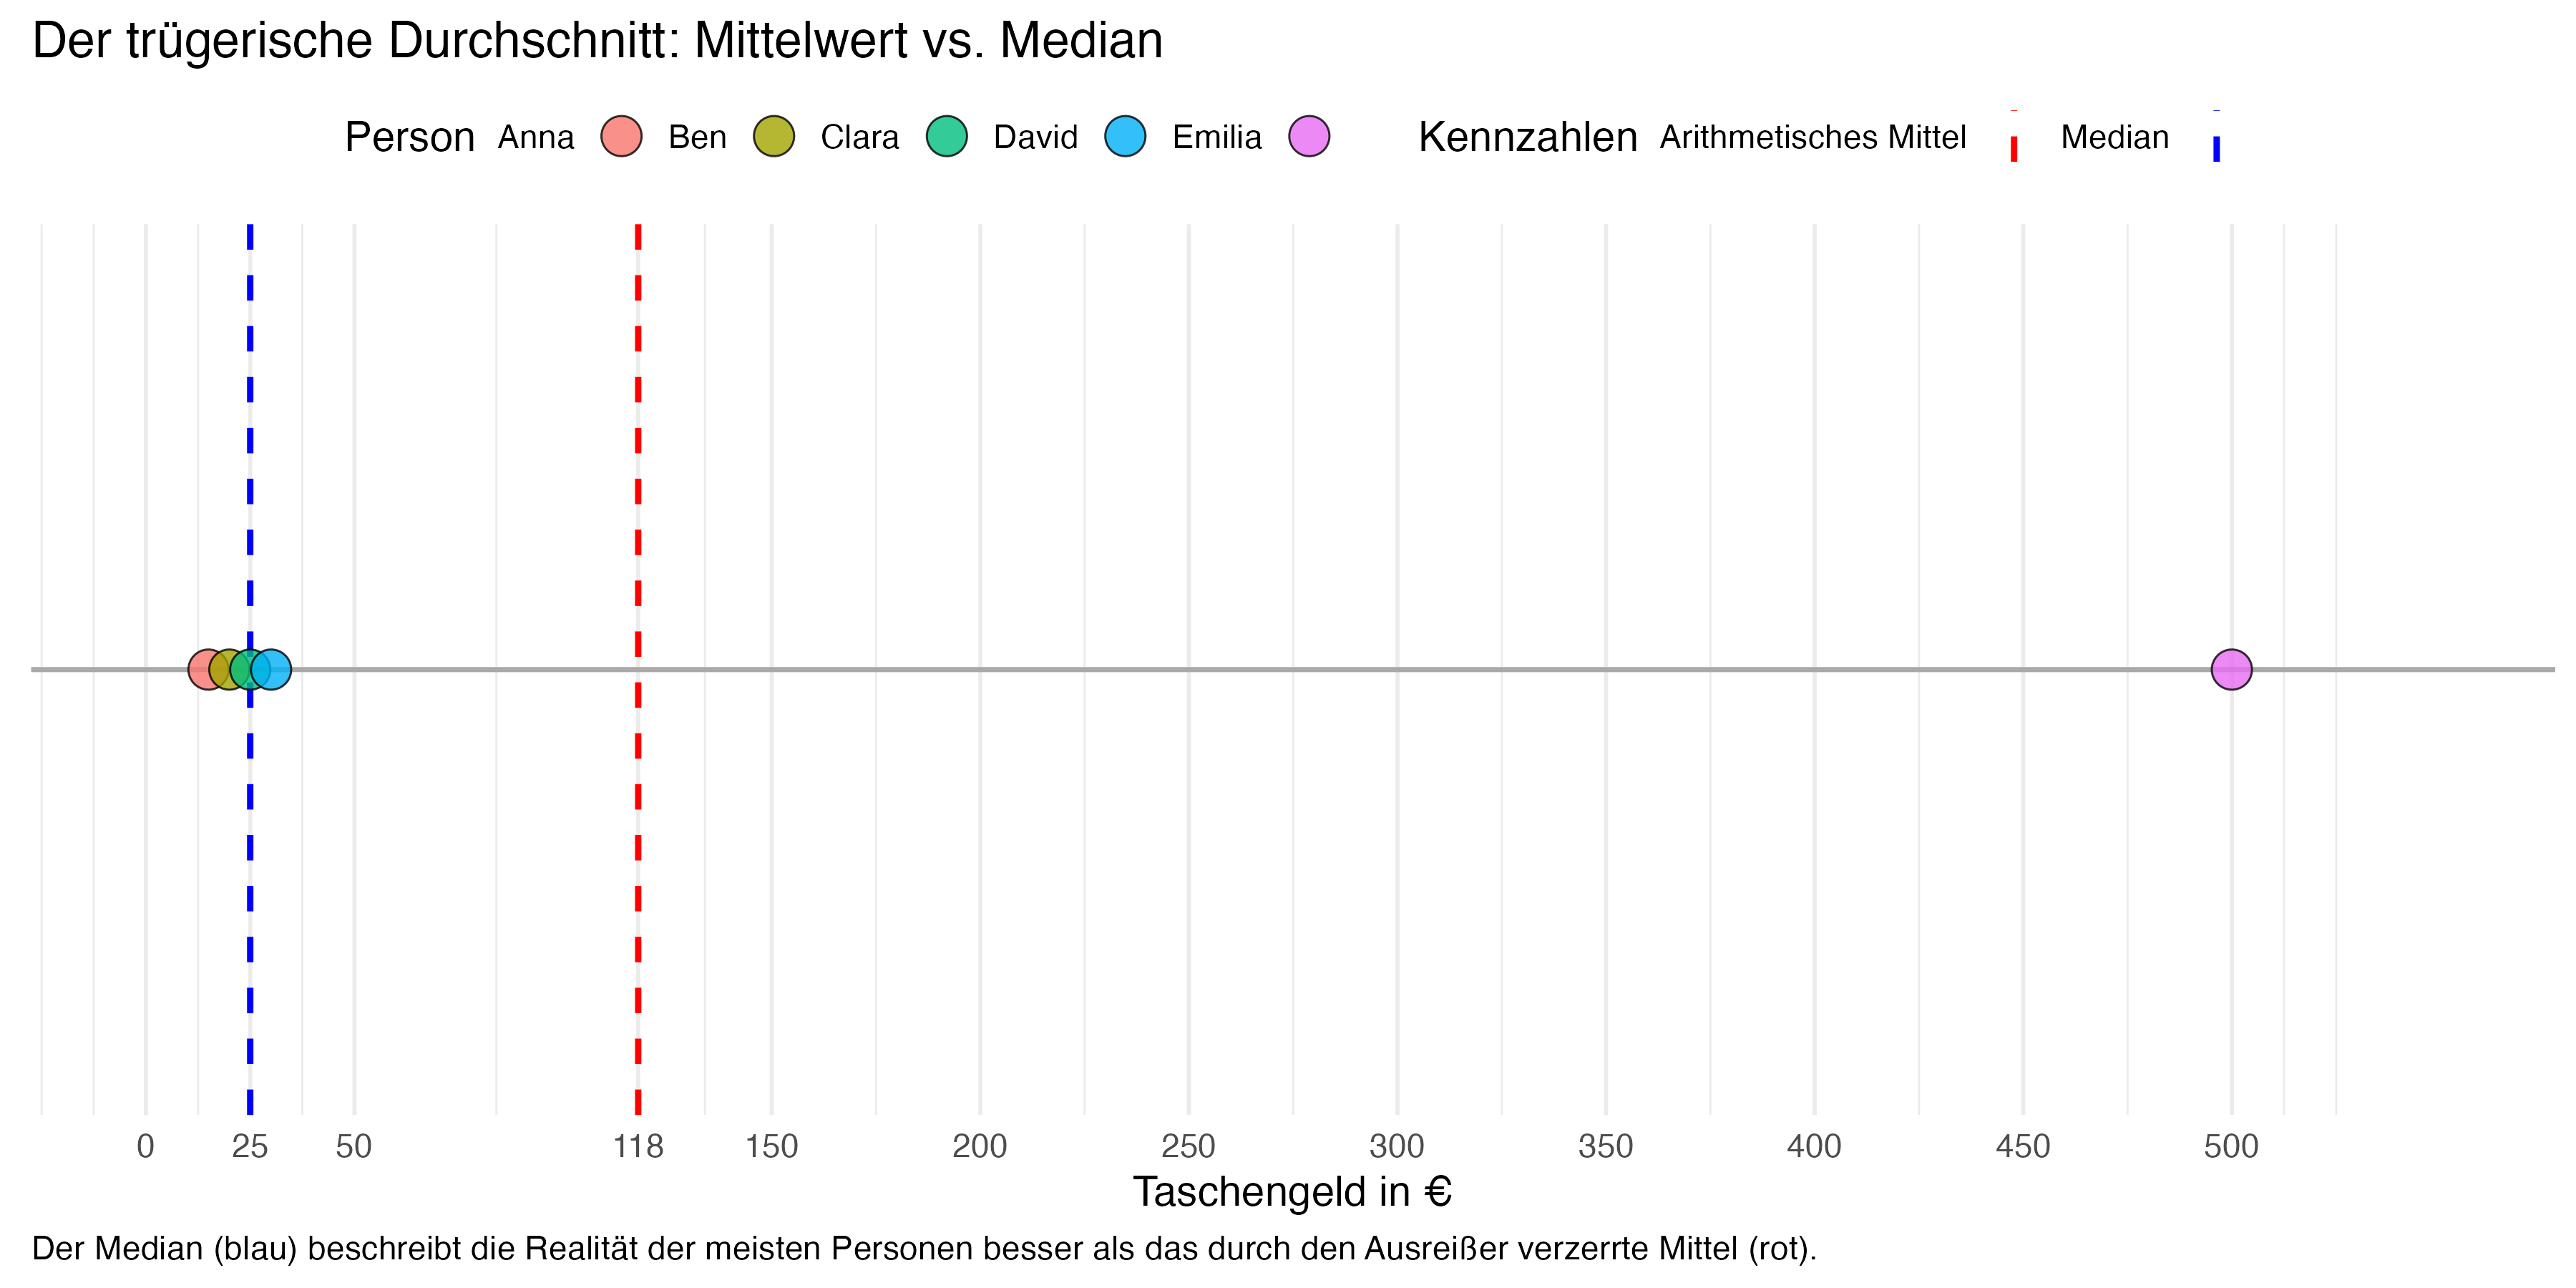 Der trügerische Durchschnitt: Mittelwert vs. Median
Person Anna Ben Clara David Emilia Kennzahlen Arithmetisches Mittel Median
0 25 50 118 150 200 250 300 350 400 450 500
Taschengeld in €
Der Median (blau) beschreibt die Realität der meisten Personen besser als das durch den Ausreißer verzerrte Mittel (rot).